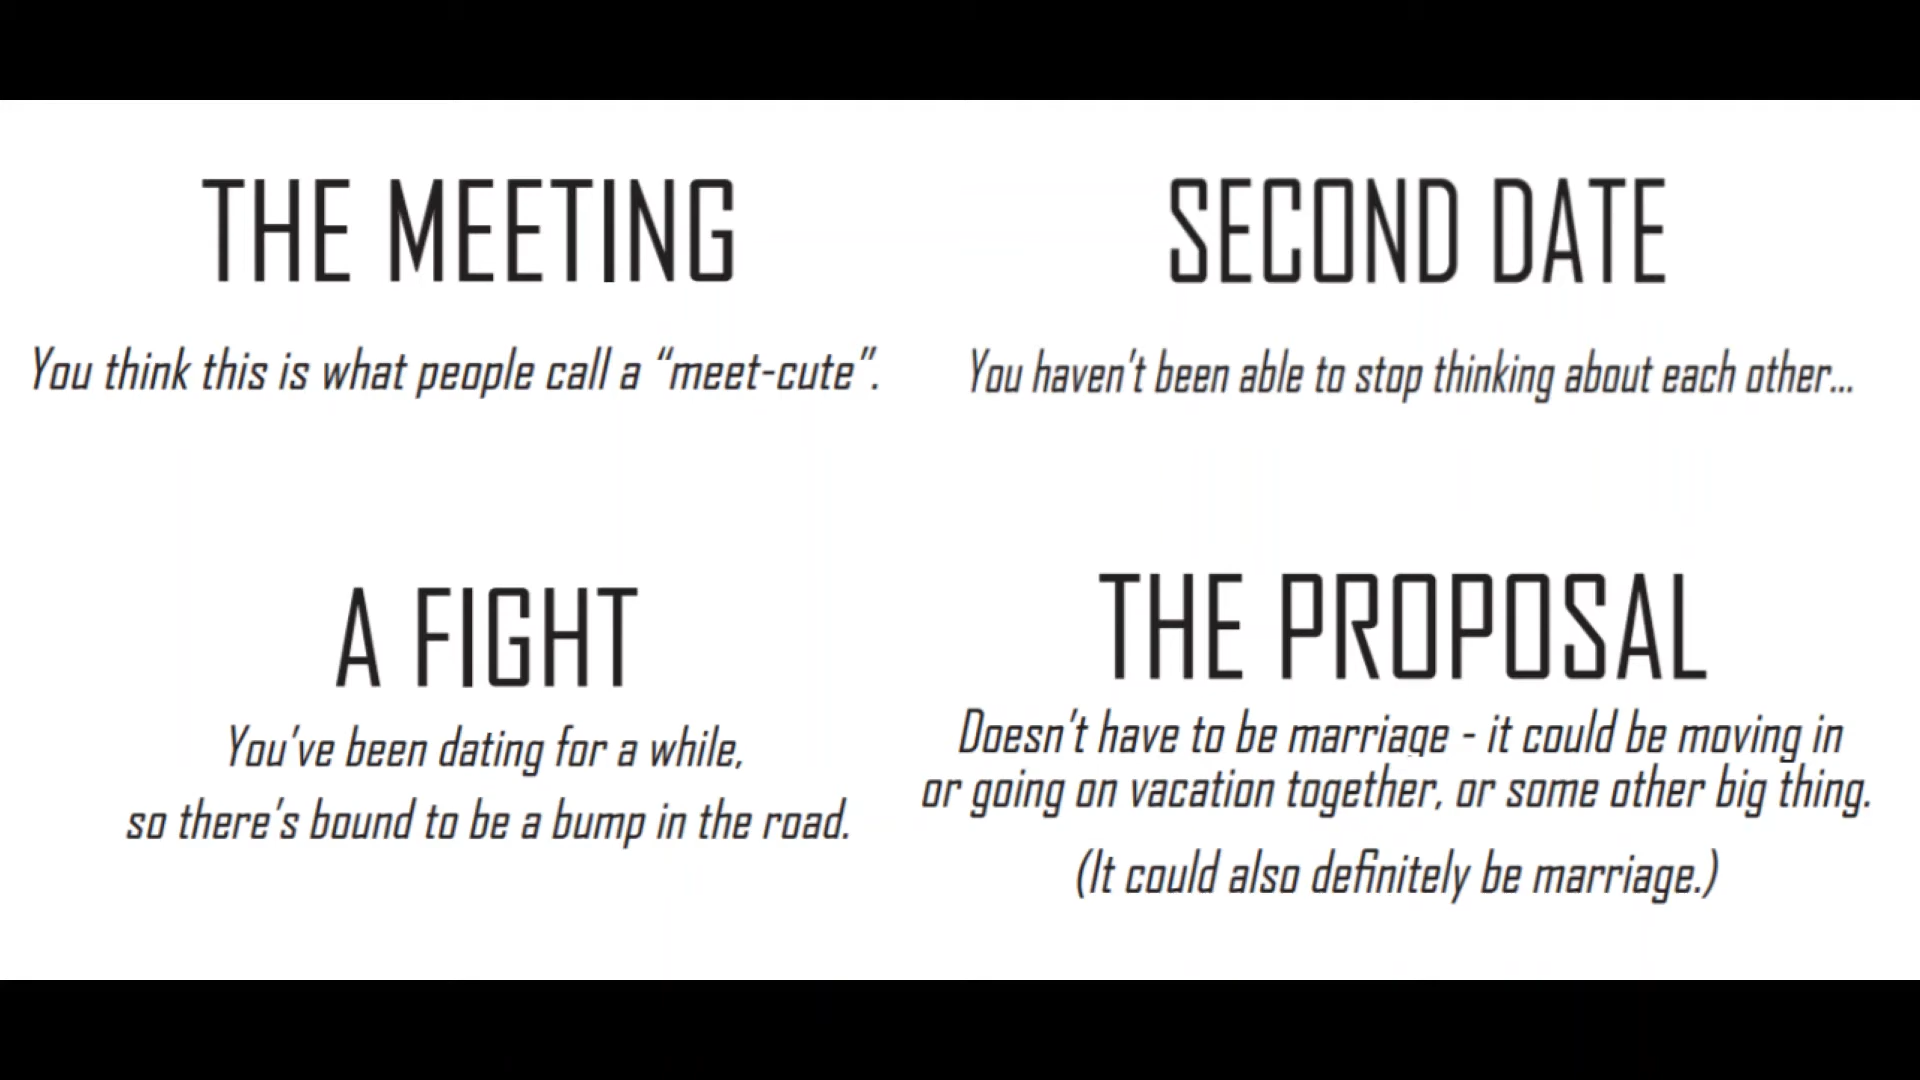 THE MEETING
You think this is what people call a “meet-cute”.
SECOND DATE
You haven't been able to stop thinking about each other...
A FIGHT
You've been dating for a while,
so there's bound to be a bump in the road.
THE PROPOSAL
Doesn't have to be marriage - it could be moving in
or going on vacation together, or some other big thing.
(It could also definitely be marriage.)